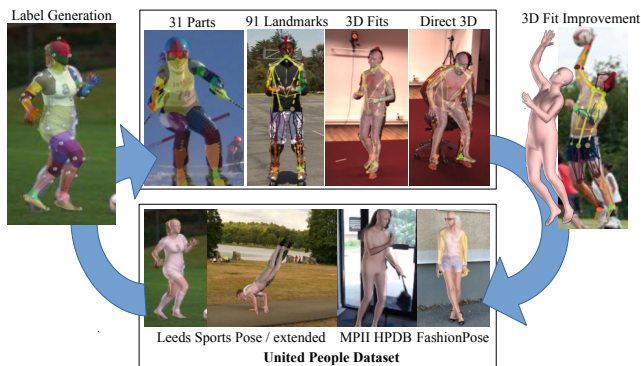 Label Generation
31 Parts
91 Landmarks
3D Fits
Direct 3D
3D Fit Improvement
Leeds Sports Pose / extended
MPII HPDB
FashionPose
United People Dataset